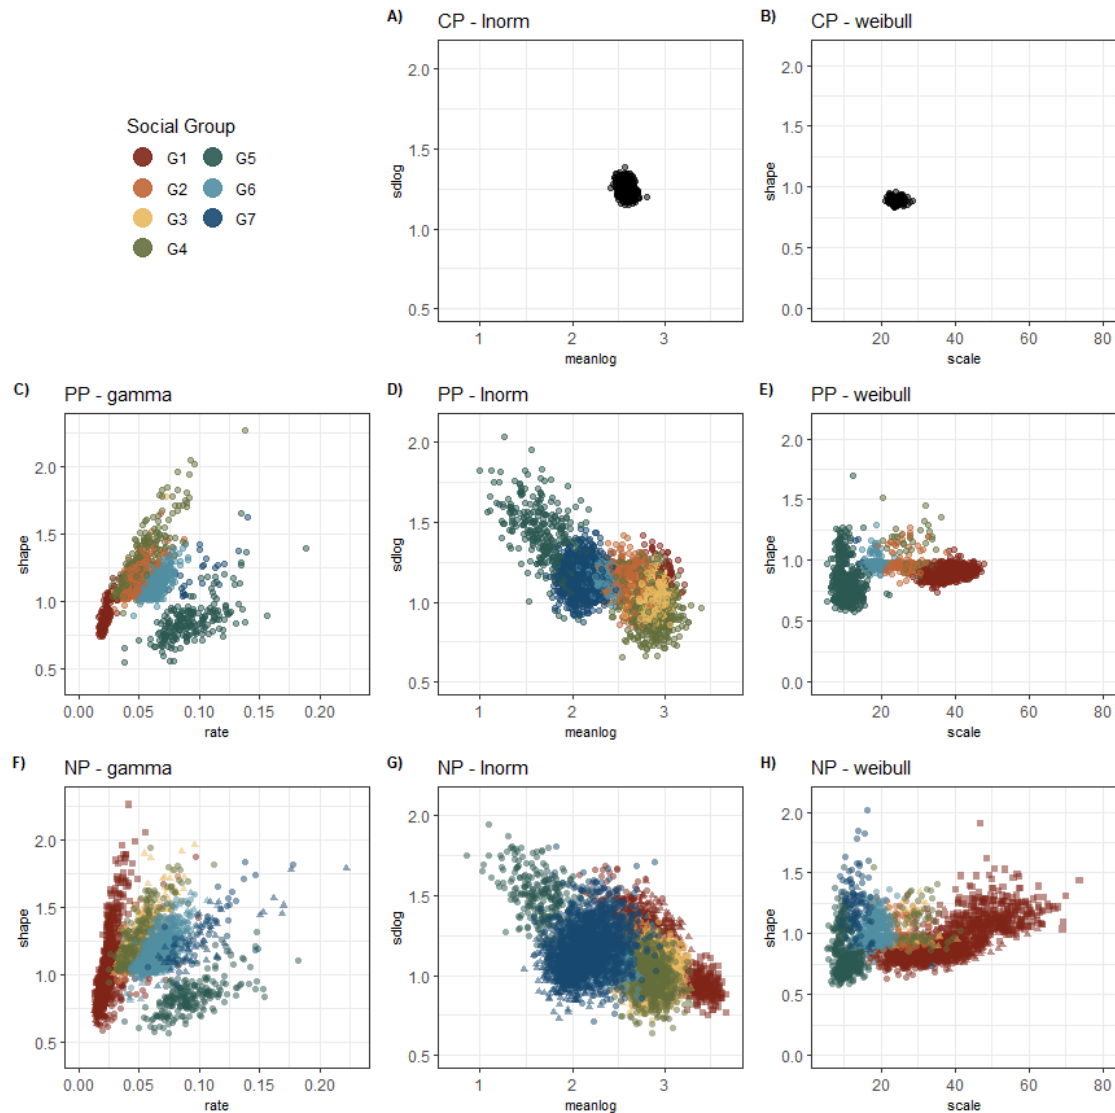 A) CP - lnorm
B) CP - weibull
Social Group
G1 G5
G2 G6
G3 G7
G4
2.0
1.5
1.0
0.5
sdlog
1 2 3
meanlog
2.0
1.5
1.0
0.5
0.0
shape
20 40 60 80
scale
C) PP - gamma
2.0
1.5
1.0
0.5
shape
0.00 0.05 0.10 0.15 0.20
rate
D) PP - lnorm
2.0
1.5
1.0
0.5
sdlog
1 2 3
meanlog
E) PP - weibull
2.0
1.5
1.0
0.5
0.0
shape
20 40 60 80
scale
F) NP - gamma
2.0
1.5
1.0
0.5
shape
0.00 0.05 0.10 0.15 0.20
rate
G) NP - lnorm
2.0
1.5
1.0
0.5
sdlog
1 2 3
meanlog
H) NP - weibull
2.0
1.5
1.0
0.5
0.0
shape
20 40 60 80
scale